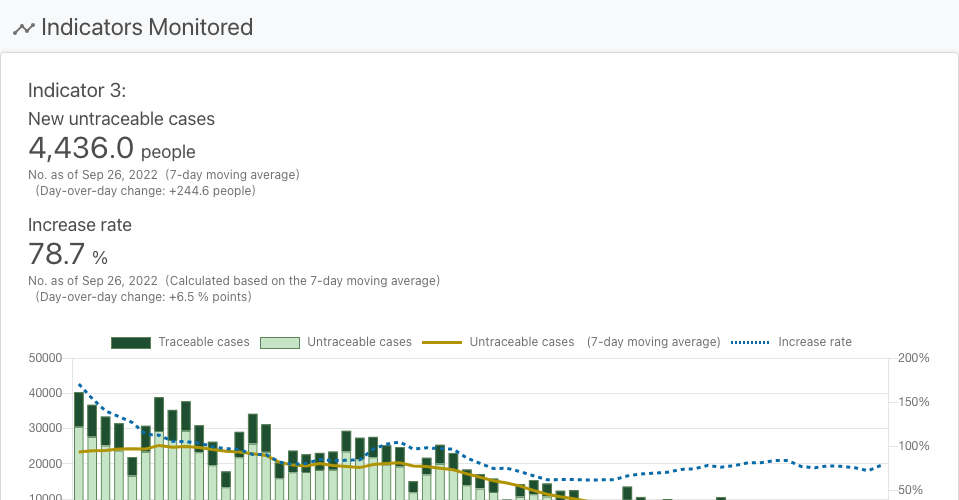 Indicators Monitored
Indicator 3:
New untraceable cases
4,436.0 people
No. as of Sep 26, 2022 (7-day moving average)
(Day-over-day change: +244.6 people)
Increase rate
78.7 %
No. as of Sep 26, 2022 (Calculated based on the 7-day moving average)
(Day-over-day change: +6.5 % points)
Traceable cases Untraceable cases Untraceable cases (7-day moving average) Increase rate
50000 200%
40000
150%
30000
100%
20000
50%
10000